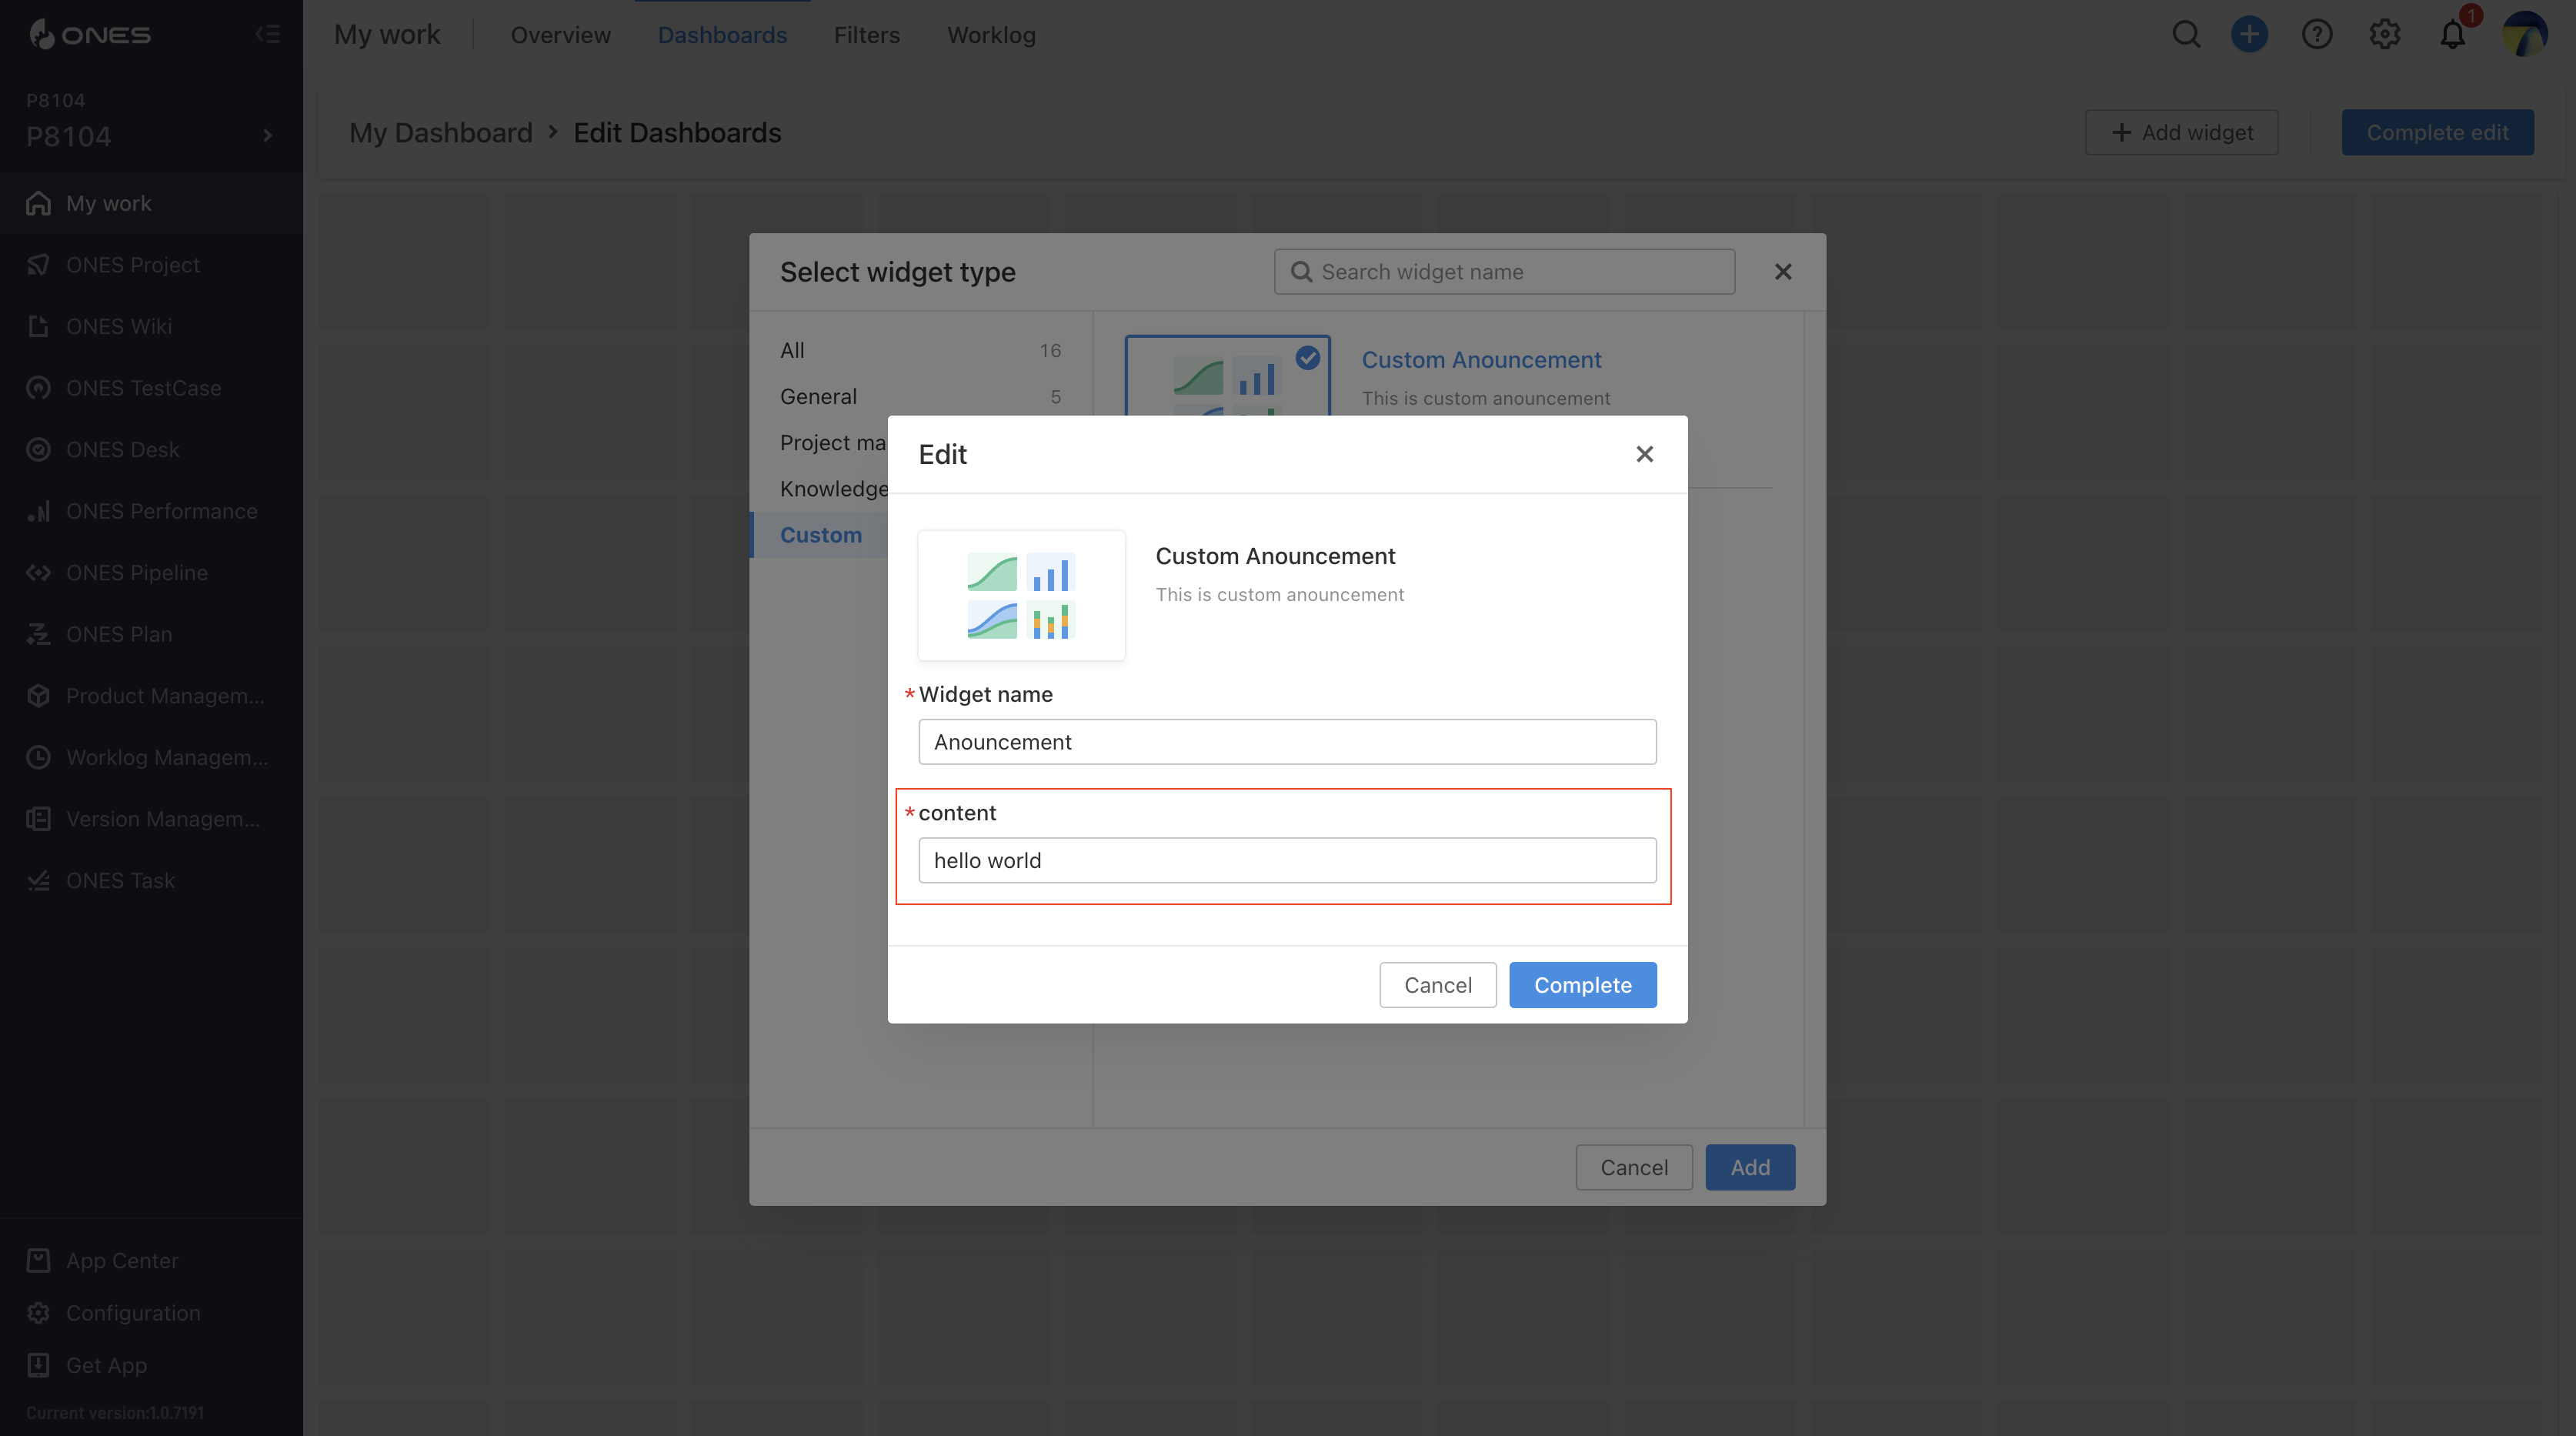 ONES
My work
Overview
Dashboards
Filters
Worklog
1
P8104
P8104
My Dashboard > Edit Dashboards
+ Add widget
Complete edit
My work
ONES Project
ONES Wiki
ONES TestCase
ONES Desk
ONES Performance
ONES Pipeline
ONES Plan
Product Managem...
Worklog Managem...
Version Managem...
ONES Task
App Center
Configuration
Get App
Current version:1.0.7191
Select widget type
Search widget name
All 16
General 5
Project ma
Knowledge
Custom
Custom Anouncement
This is custom anouncement
Edit
Custom Anouncement
This is custom anouncement
* Widget name
Anouncement
* content
hello world
Cancel
Complete
Cancel
Add